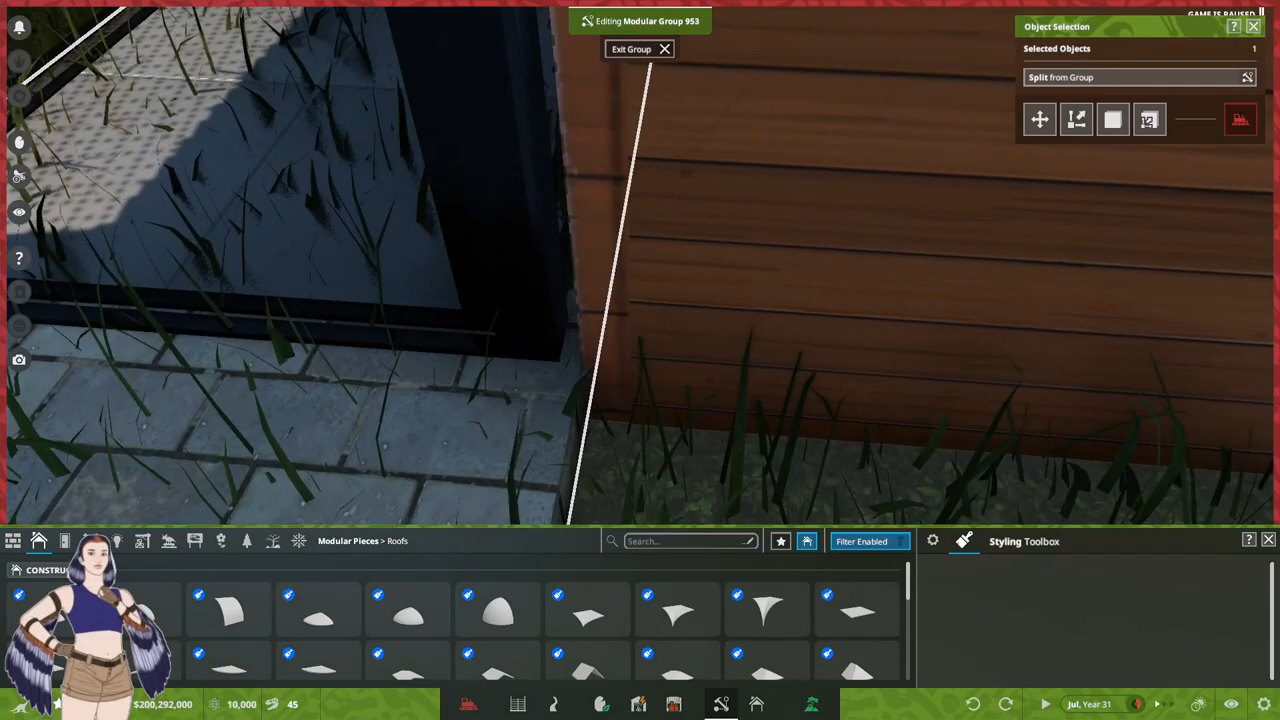 GAME IS PAUSED
Editing Modular Group 953
Exit Group
Object Selection
?
Selected Objects 1
Split from Group
?
Modular Pieces > Roofs
Search...
Filter Enabled
Styling Toolbox
?
CONSTRU
$200,292,000
10,000
45
Jul, Year 31